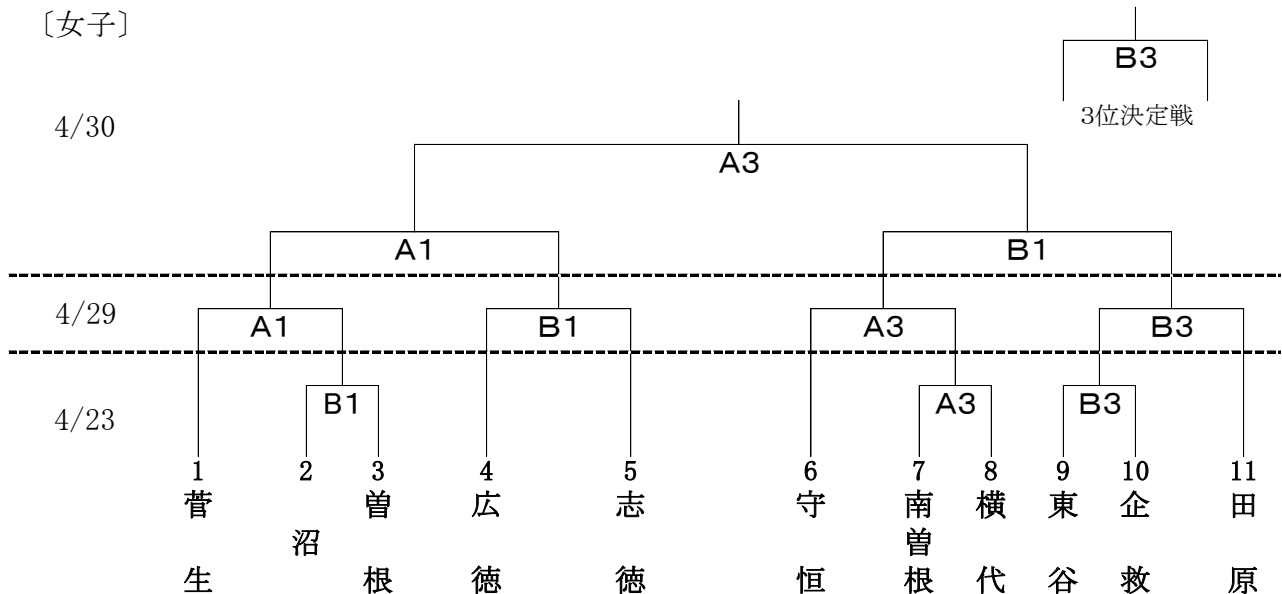 〔女子〕
B3
3位決定戦
4/30
A3
A1
B1
4/29
A1
B1
A3
B3
4/23
B1
A3
B3
1
2
3
4
5
6
7
8
9
10
11
菅生
沼
曽根
広徳
志徳
守恒
南曽根
横代
東谷
企救
田原